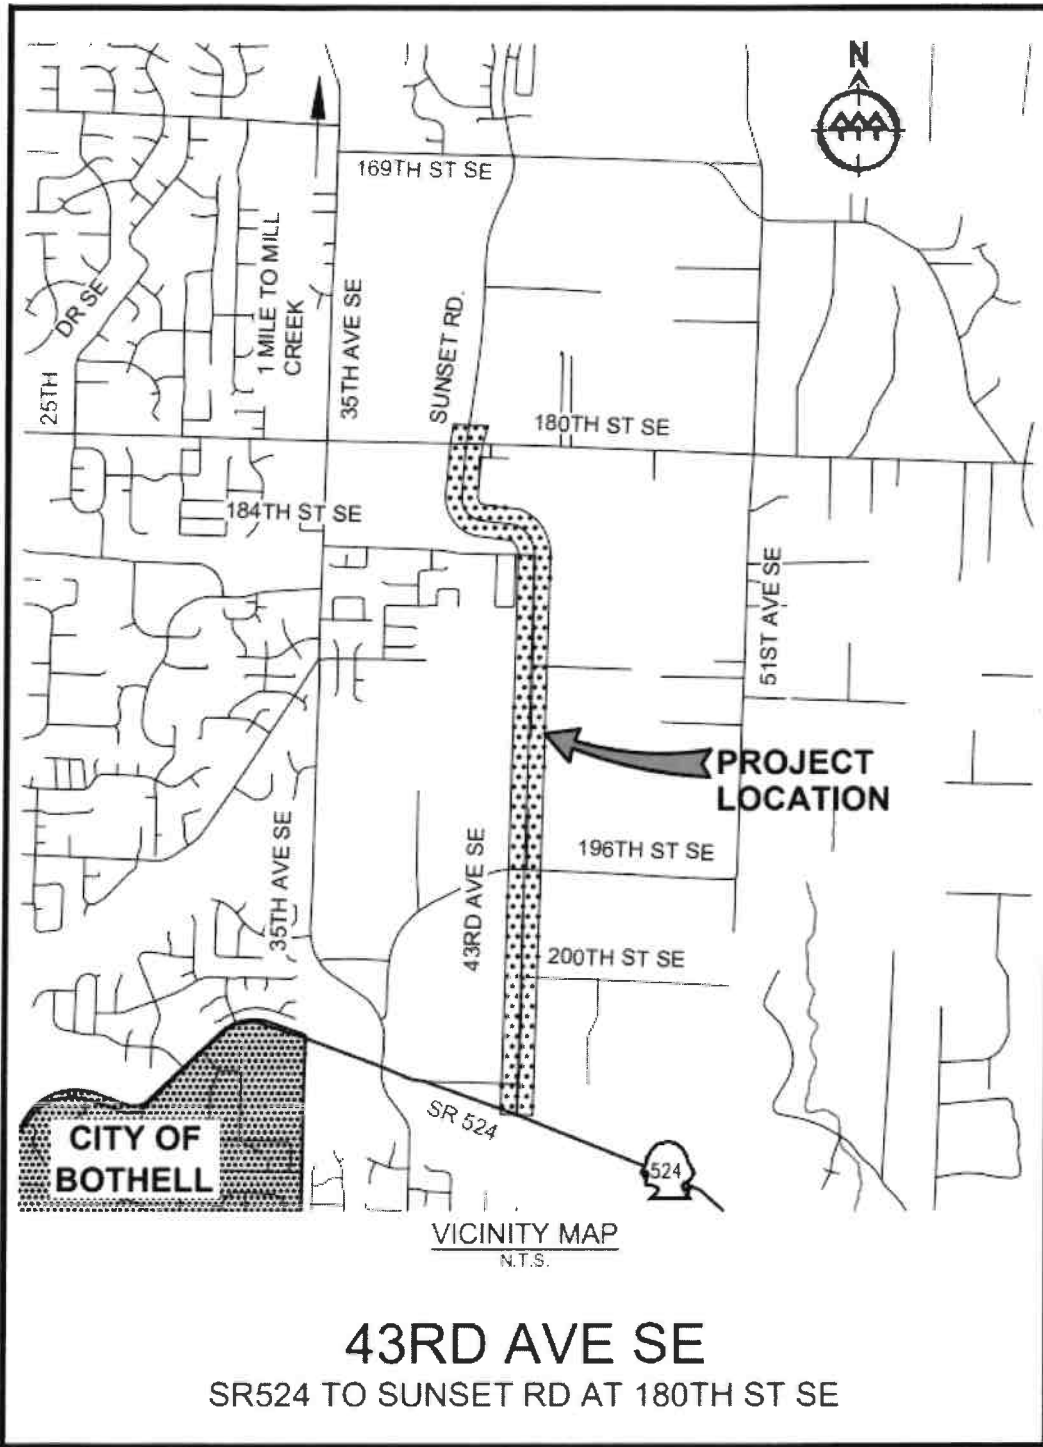 N
169TH ST SE
1 MILE TO MILL
CREEK
35TH AVE SE
SUNSET RD.
DR SE
25TH
180TH ST SE
184TH ST SE
51ST AVE SE
PROJECT
LOCATION
196TH ST SE
35TH AVE SE
43RD AVE SE
200TH ST SE
SR 524
524
CITY OF
BOTHELL
VICINITY MAP
N.T.S.
43RD AVE SE
SR524 TO SUNSET RD AT 180TH ST SE